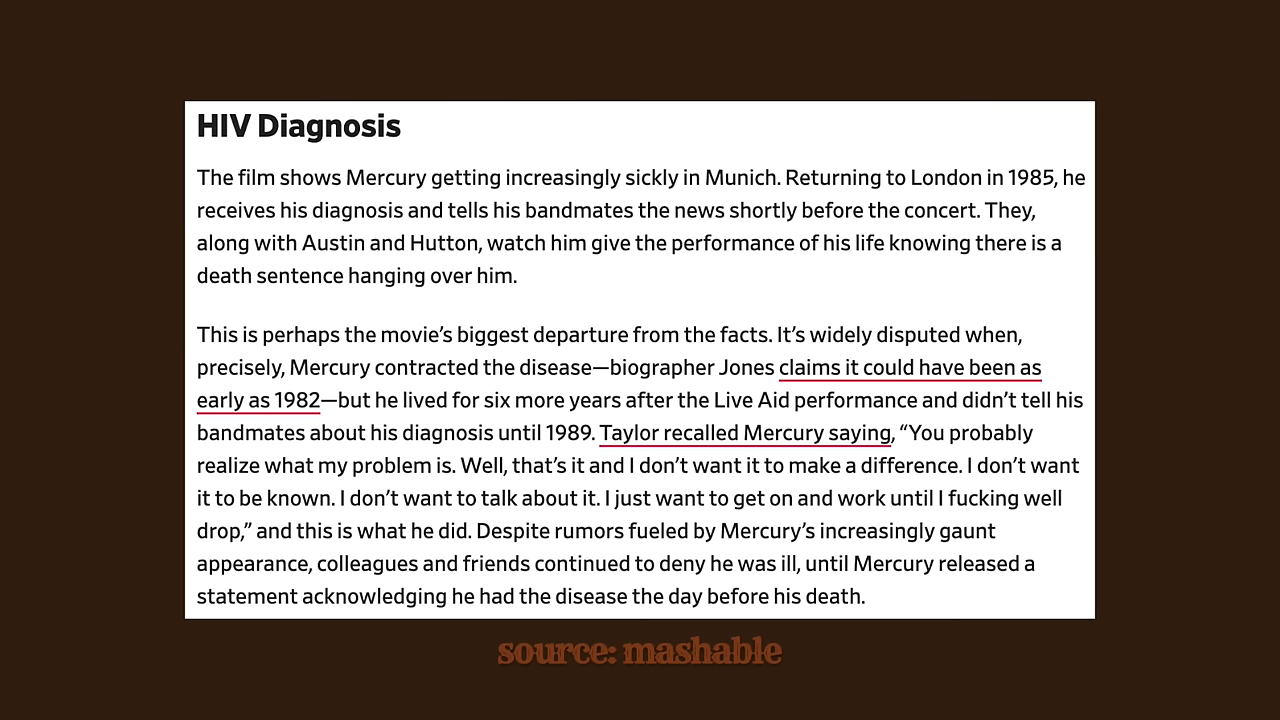 HIV Diagnosis
The film shows Mercury getting increasingly sickly in Munich. Returning to London in 1985, he
receives his diagnosis and tells his bandmates the news shortly before the concert. They,
along with Austin and Hutton, watch him give the performance of his life knowing there is a
death sentence hanging over him.
This is perhaps the movie’s biggest departure from the facts. It’s widely disputed when,
precisely, Mercury contracted the disease—biographer Jones claims it could have been as
early as 1982—but he lived for six more years after the Live Aid performance and didn’t tell his
bandmates about his diagnosis until 1989. Taylor recalled Mercury saying, “You probably
realize what my problem is. Well, that’s it and I don’t want it to make a difference. I don’t want
it to be known. I don’t want to talk about it. I just want to get on and work until I fucking well
drop,” and this is what he did. Despite rumors fueled by Mercury’s increasingly gaunt
appearance, colleagues and friends continued to deny he was ill, until Mercury released a
statement acknowledging he had the disease the day before his death.
source: mashable